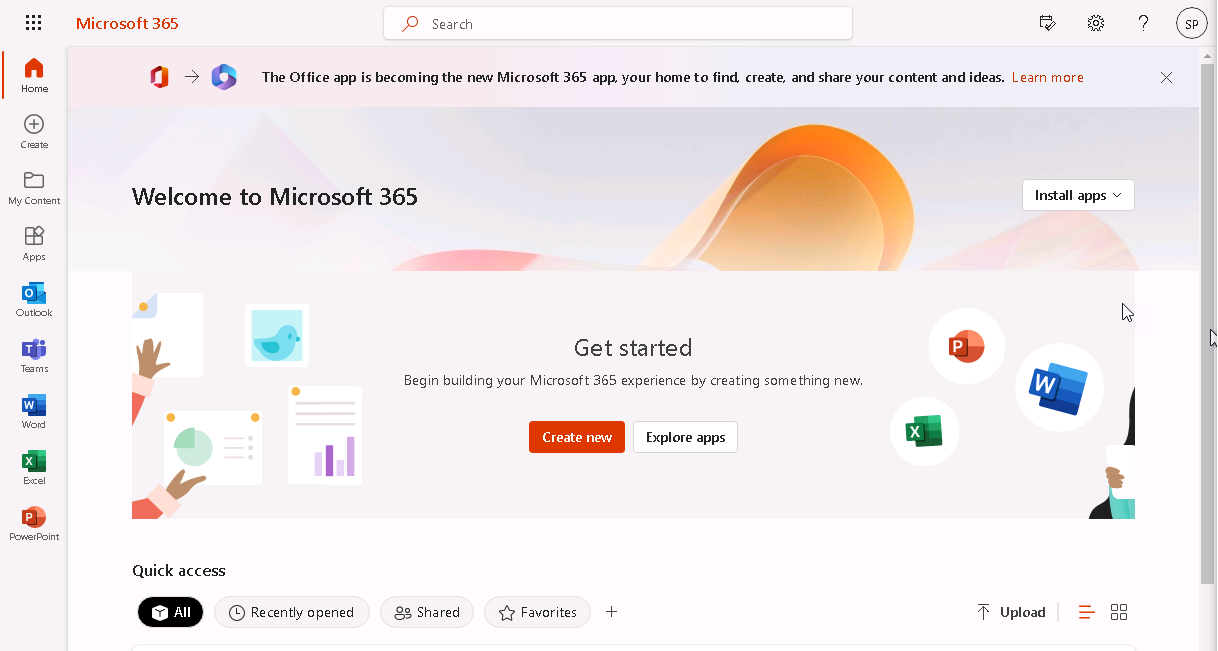 Microsoft 365
Search
SP
Home
Create
My Content
Apps
Outlook
Teams
Word
Excel
PowerPoint
The Office app is becoming the new Microsoft 365 app, your home to find, create, and share your content and ideas. Learn more
Welcome to Microsoft 365
Install apps
Get started
Begin building your Microsoft 365 experience by creating something new.
Create new
Explore apps
Quick access
All
Recently opened
Shared
Favorites
Upload